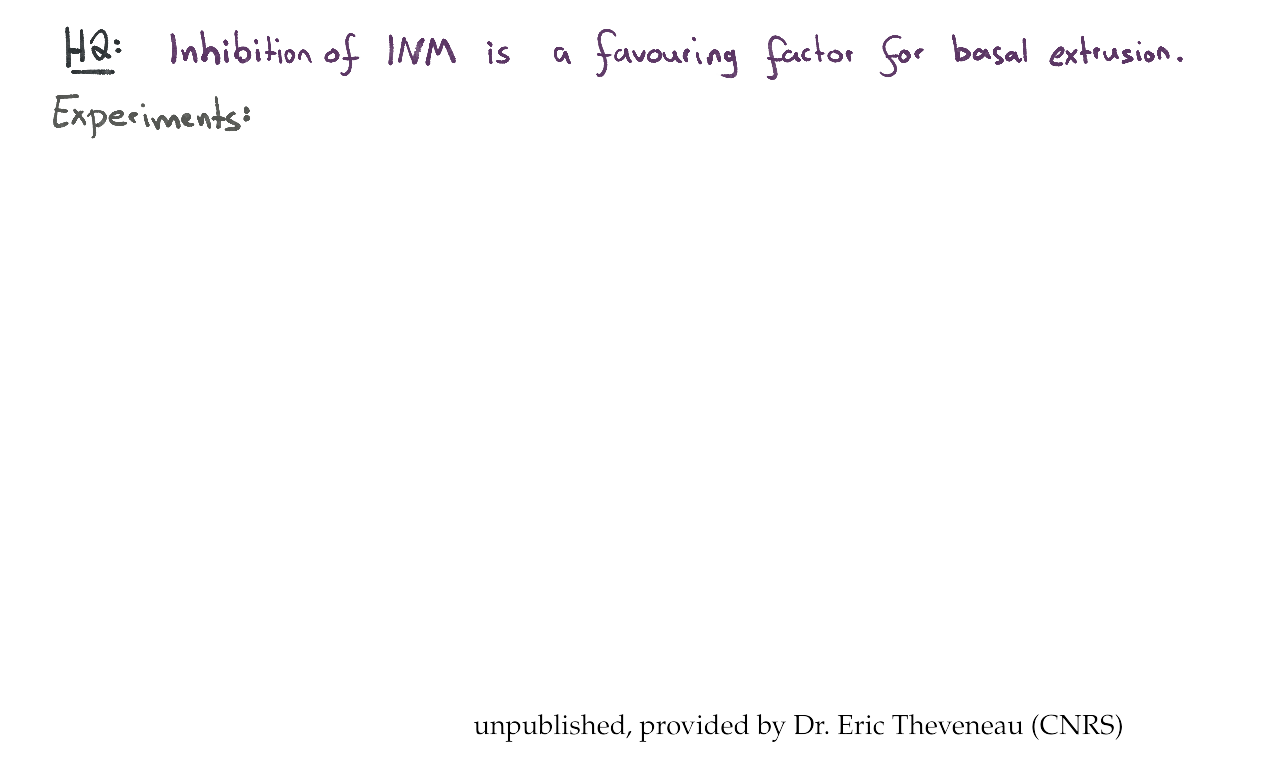 H2: Inhibition of INM is a favouring factor for basal extrusion.
Experiments:
unpublished, provided by Dr. Eric Theveneau (CNRS)